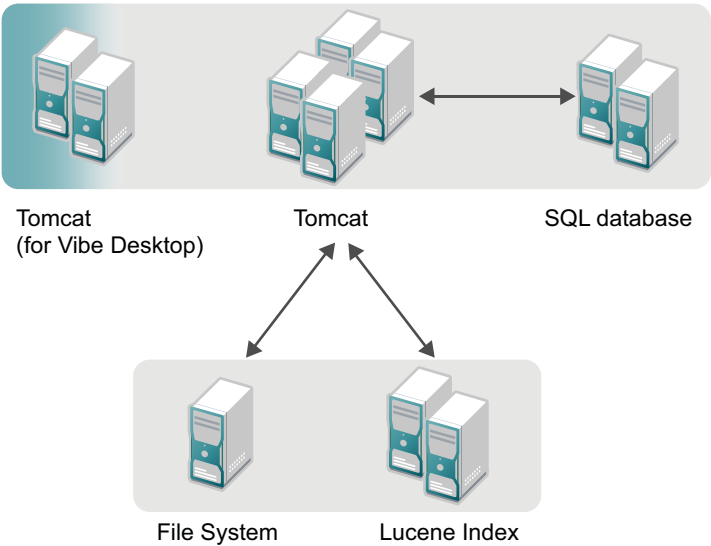 Tomcat
(for Vibe Desktop)
Tomcat
SQL database
File System
Lucene Index